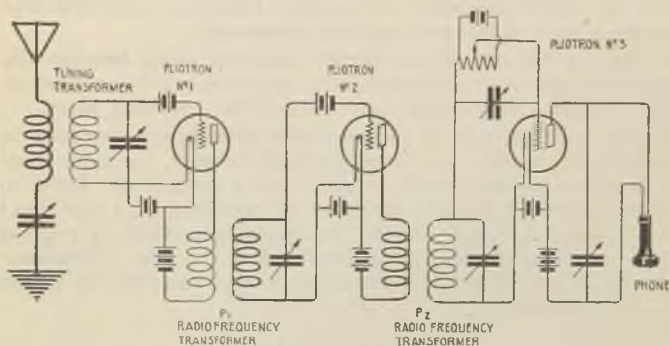 TUNING
TRANSFORMER
PLIOTRON
Nº1
PLIOTRON
Nº2
PLIOTRON Nº3
P1
RADIO FREQUENCY
TRANSFORMER
P2
RADIO FREQUENCY
TRANSFORMER
PHONE